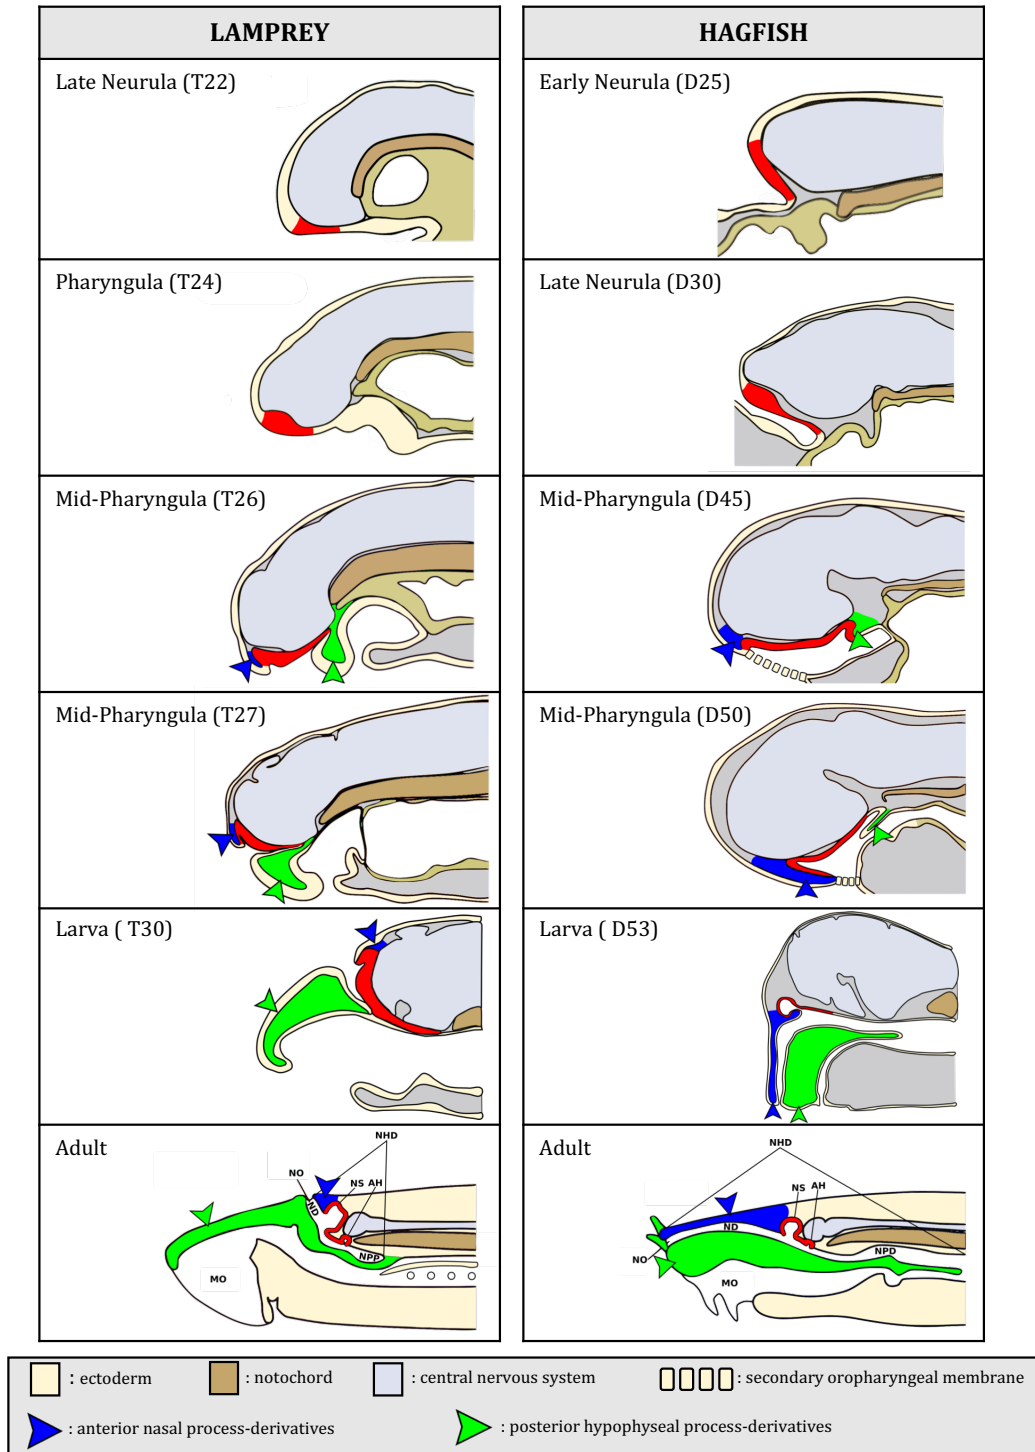 LAMPREY
HAGFISH
Late Neurula (T22)
Early Neurula (D25)
Pharyngula (T24)
Late Neurula (D30)
Mid-Pharyngula (T26)
Mid-Pharyngula (D45)
Mid-Pharyngula (T27)
Mid-Pharyngula (D50)
Larva ( T30)
Larva ( D53)
Adult
NHD
NO
NS
AH
ND
NPP
MO
Adult
NHD
NS
AH
ND
NO
NPD
MO
: ectoderm
: notochord
: central nervous system
: secondary oropharyngeal membrane
: anterior nasal process-derivatives
: posterior hypophyseal process-derivatives